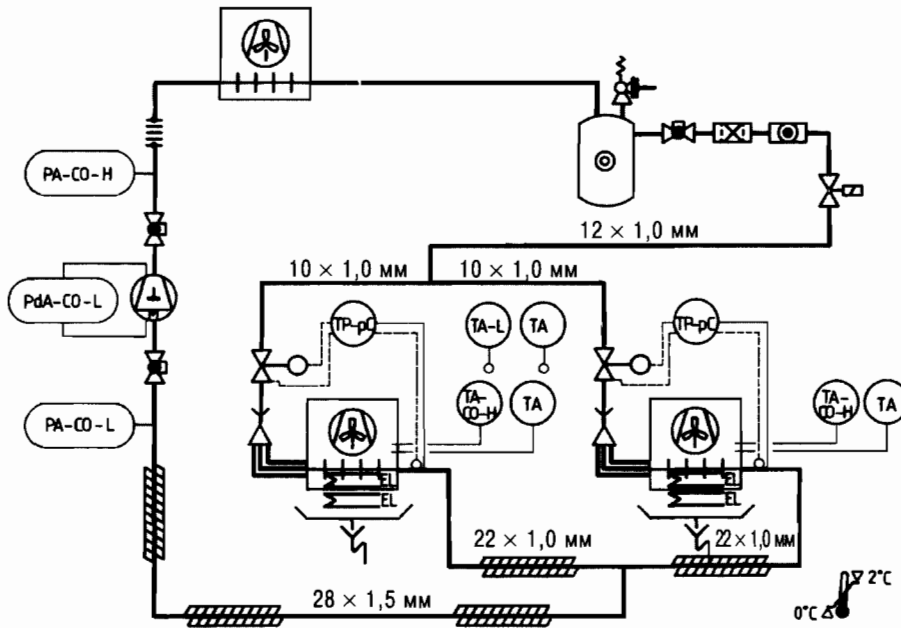 PA-CO-H
12 × 1,0 мм
10 × 1,0 мм
10 × 1,0 мм
PdA-CO-L
TP-pC
TA-L
TA
TP-pC
TA-
CO-H
TA
TA-
CO-H
TA
PA-CO-L
EL
EL
EL
EL
22 × 1,0 мм
22 × 1,0 мм
2°C
0°C
28 × 1,5 мм